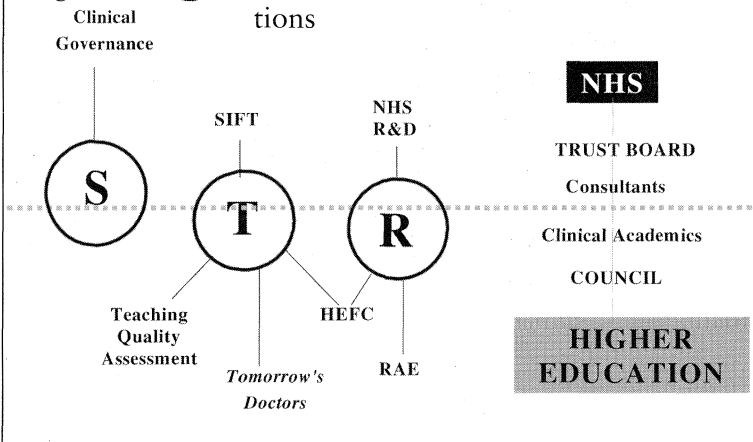 tions
Clinical
Governance
SIFT
NHS
R&D
S
T
R
Teaching
Quality
Assessment
Tomorrow's
Doctors
HEFC
RAE
NHS
TRUST BOARD
Consultants
Clinical Academics
COUNCIL
HIGHER
EDUCATION